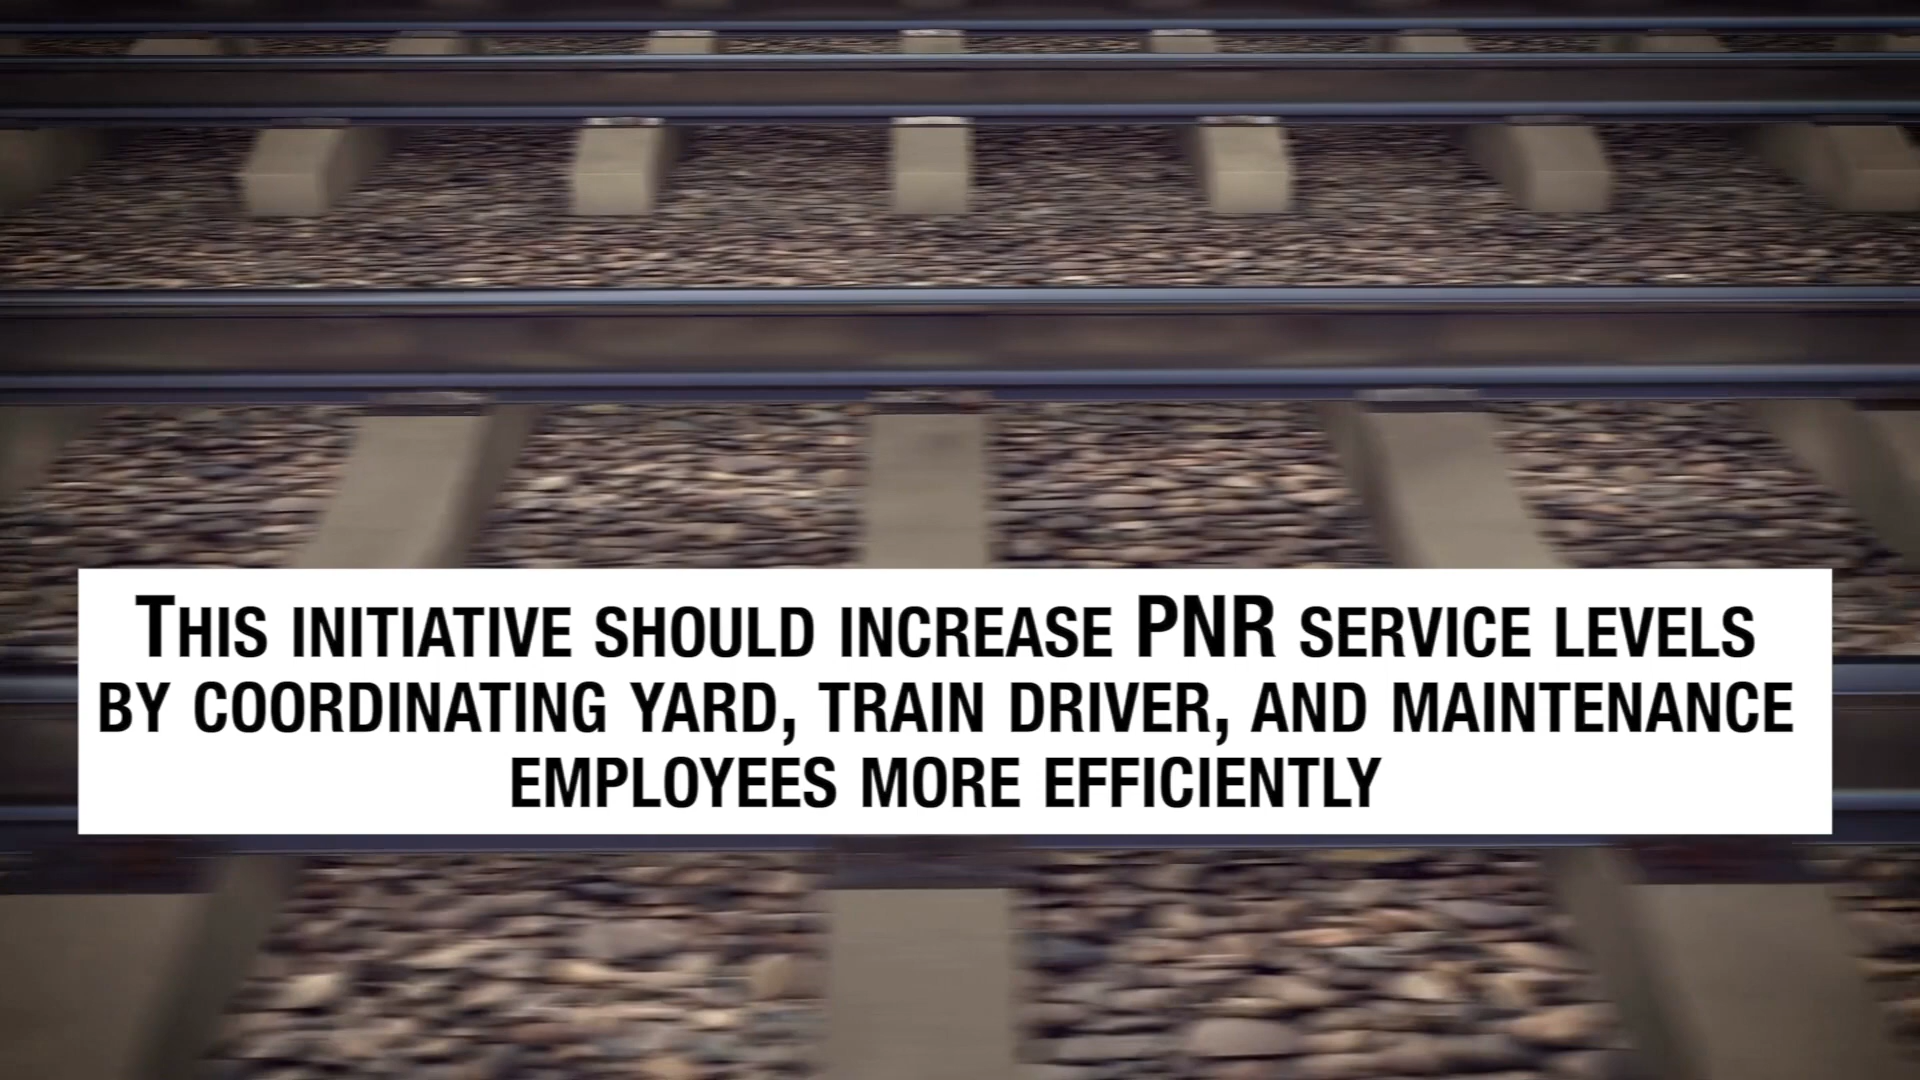 THIS INITIATIVE SHOULD INCREASE PNR SERVICE LEVELS
BY COORDINATING YARD, TRAIN DRIVER, AND MAINTENANCE
EMPLOYEES MORE EFFICIENTLY